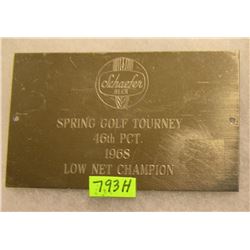 Schaefer
BEER
SPRING GOLF TOURNEY
46th PCT.
1968
LOW NET CHAMPION
793H